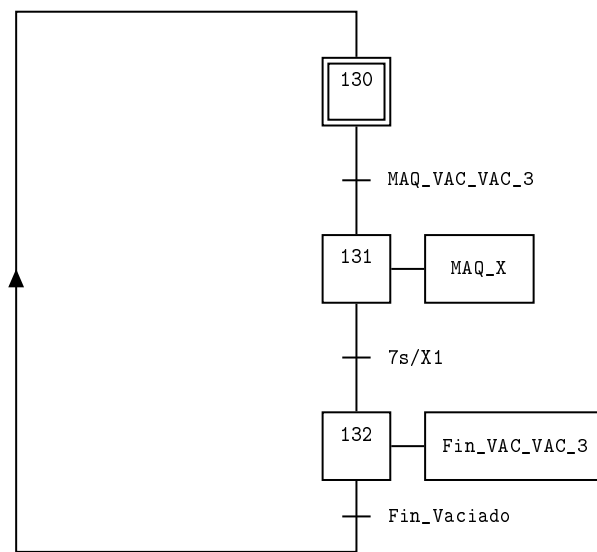 130
MAQ_VAC_VAC_3
131
MAQ_X
7s/X1
132
Fin_VAC_VAC_3
Fin_Vaciado